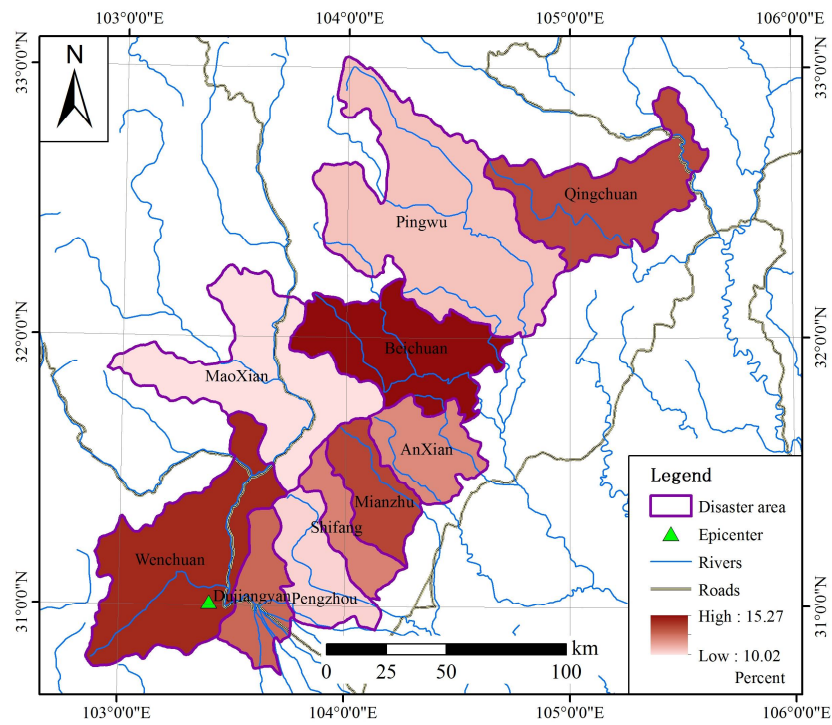 103°0'0"E 104°0'0"E 105°0'0"E 106°0'0"E
N
33°0'0"N
33°0'0"N
Qingchuan
Pingwu
32°0'0"N
32°0'0"N
Beichuan
MaoXian
AnXian
Mianzhu
Shifang
Wenchuan
Dujiangyan
Pengzhou
31°0'0"N
31°0'0"N
Legend
Disaster area
Epicenter
Rivers
Roads
High : 15.27
Low : 10.02
Percent
km
0 25 50 100
103°0'0"E 104°0'0"E 105°0'0"E 106°0'0"E